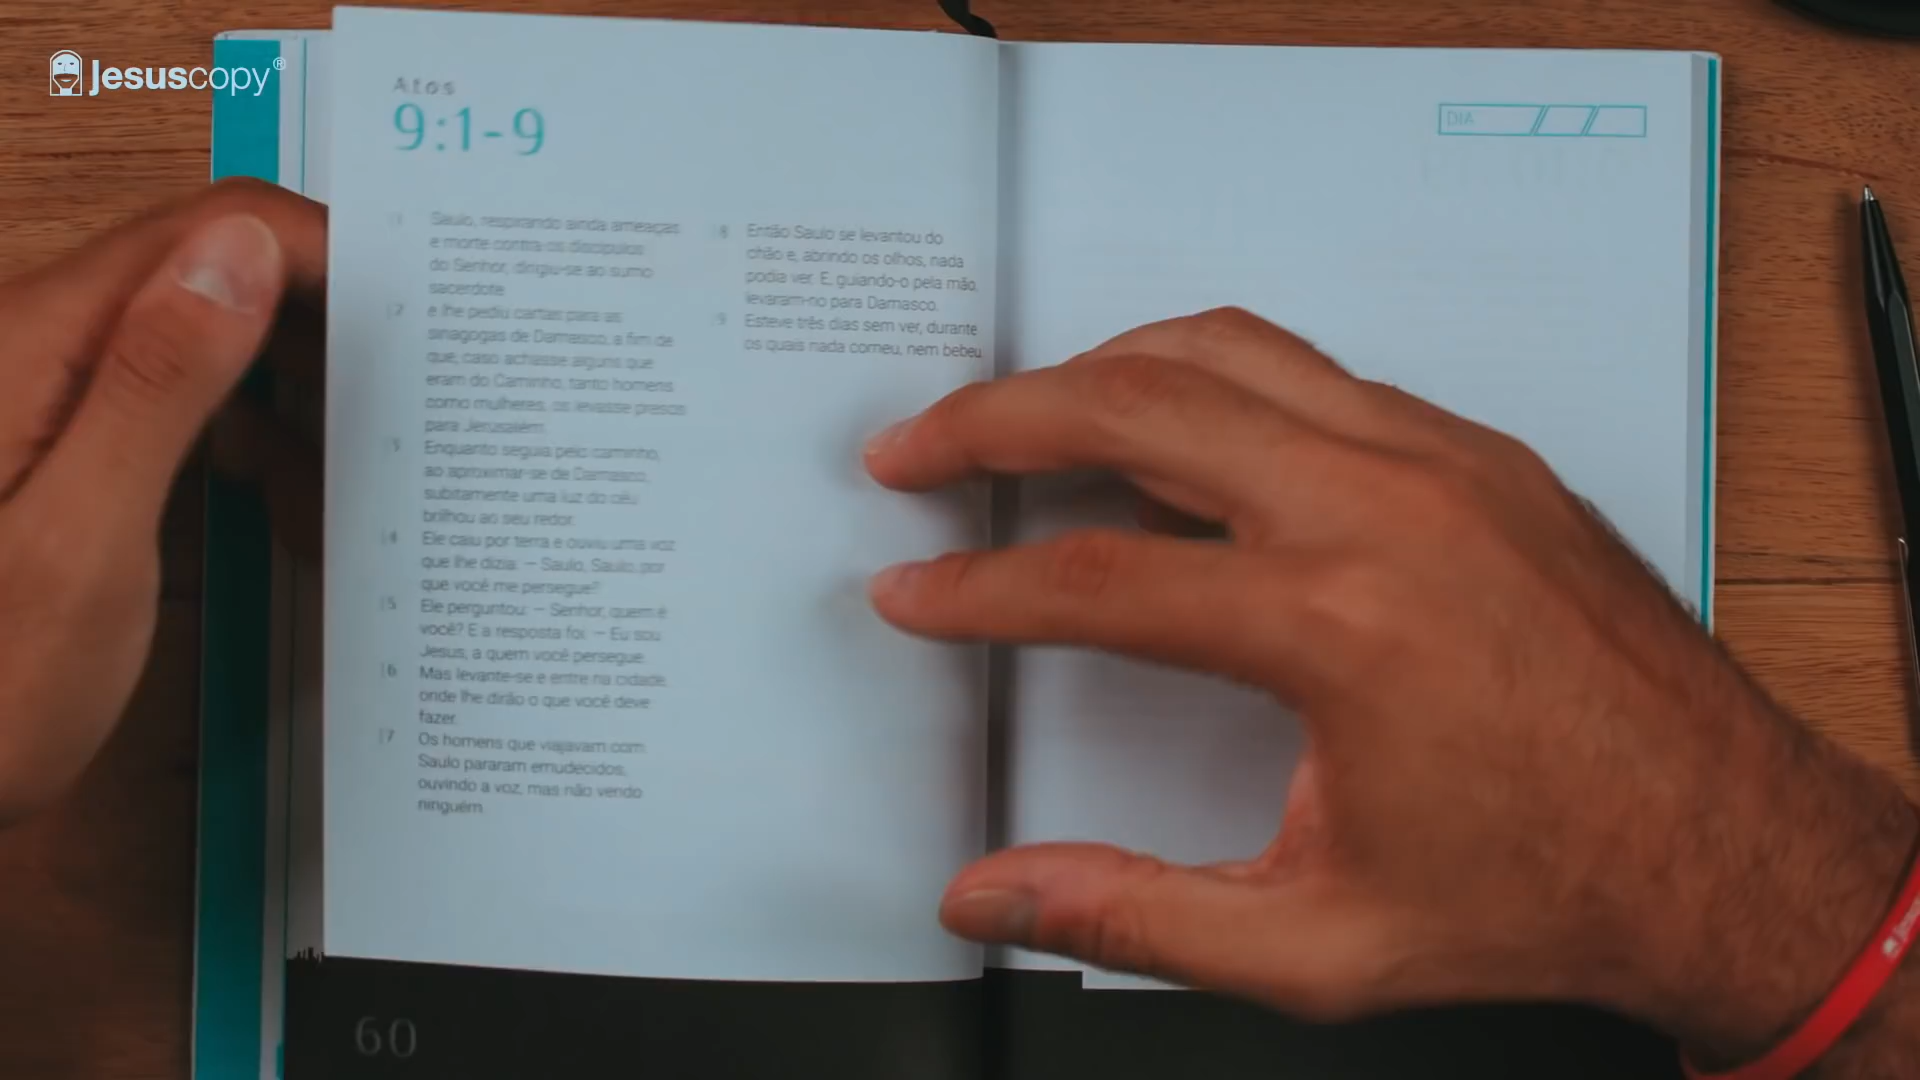 Jesuscopy®
Atos
9:1-9
DIA
1 Saulo, respirando ainda ameaças
e morte contra os discípulos
do Senhor, dirigiu-se ao sumo
sacerdote
2 e lhe pediu cartas para as
sinagogas de Damasco, a fim de
que, caso achasse alguns que
eram do Caminho, tanto homens
como mulheres, os levasse presos
para Jerusalém.
3 Enquanto seguia pelo caminho,
ao aproximar-se de Damasco,
subitamente uma luz do céu
brilhou ao seu redor.
4 Ele caiu por terra e ouviu uma voz
que lhe dizia: — Saulo, Saulo, por
que você me persegue?
5 Ele perguntou: — Senhor, quem é
você? E a resposta foi: — Eu sou
Jesus, a quem você persegue.
6 Mas levante-se e entre na cidade,
onde lhe dirão o que você deve
fazer.
7 Os homens que viajavam com
Saulo pararam emudecidos,
ouvindo a voz, mas não vendo
ninguém.
8 Então Saulo se levantou do
chão e, abrindo os olhos, nada
podia ver. E, guiando-o pela mão,
levaram-no para Damasco.
9 Esteve três dias sem ver, durante
os quais nada comeu, nem bebeu.
60